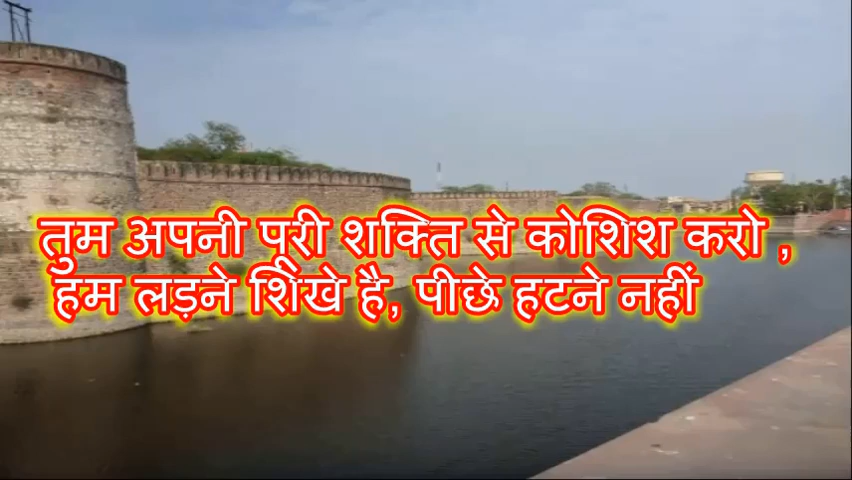 तुम अपनी पूरी शक्ति से कोशिश करो ,
हम लड़ने शिखे है, पीछे हटने नहीं